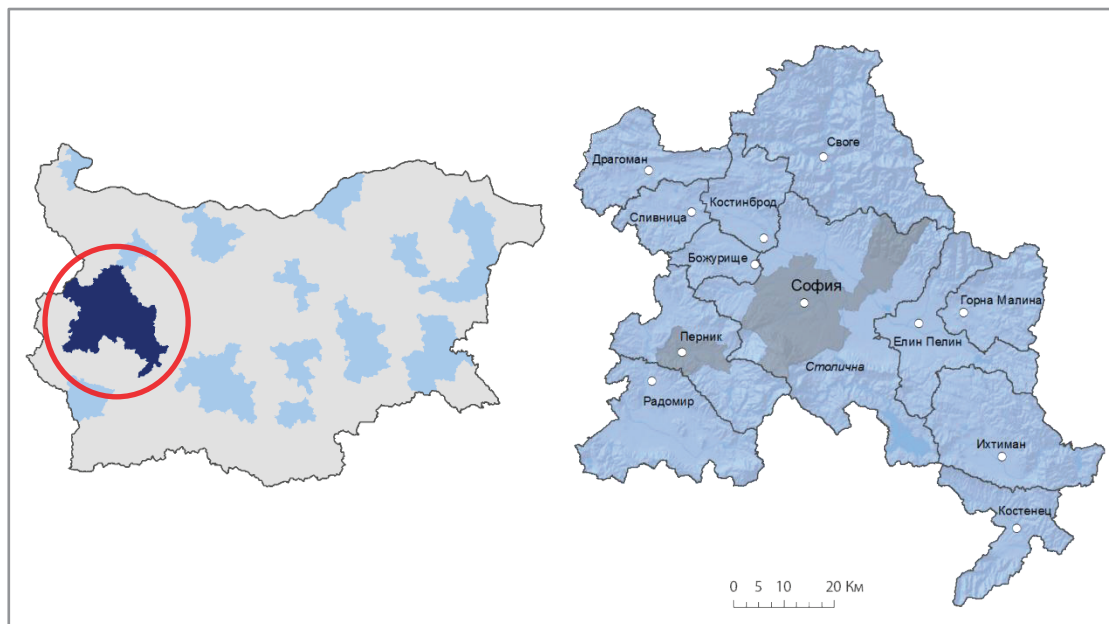 Своге
Драгоман
Костинброд
Сливница
Божурище
София
Горна Малина
Перник
Елин Пелин
Столична
Радомир
Ихтиман
Костенец
0 5 10 20 Км